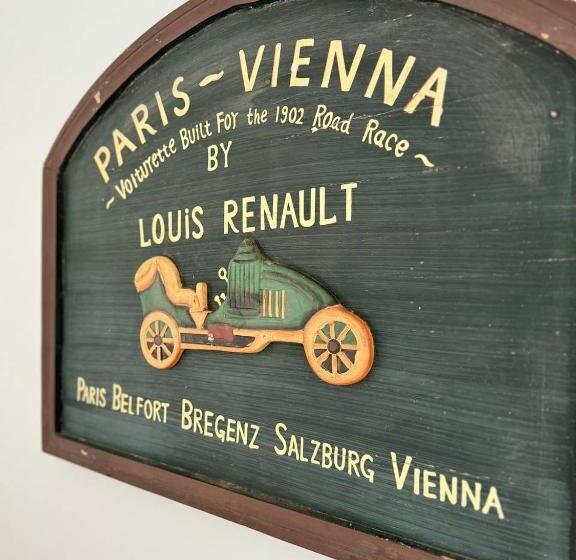 PARIS ~ VIENNA
~ Voiturette Built For the 1902 Road Race ~
BY
LOUiS RENAULT
PARIS BELFORT BREGENZ SALZBURG VIENNA